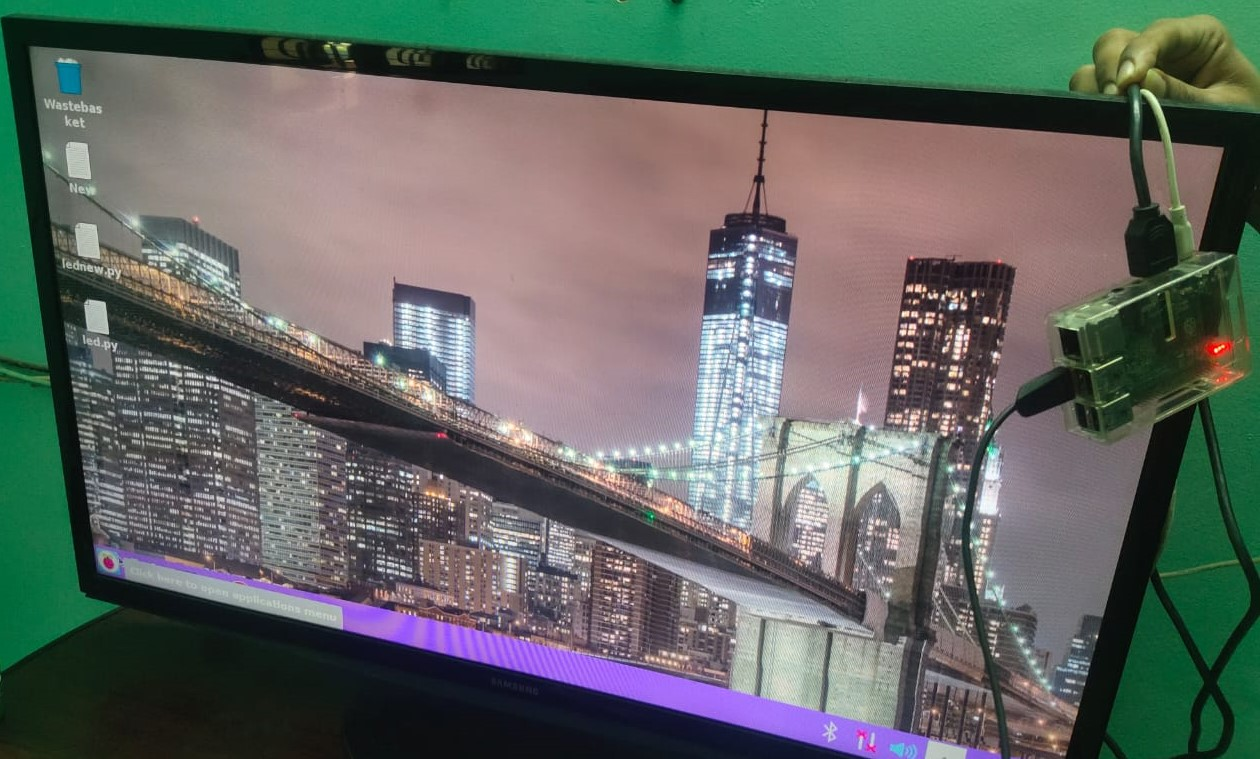 Wastebas
ket
New
lednew.py
led.py
Click here to open applications menu
SAMSUNG